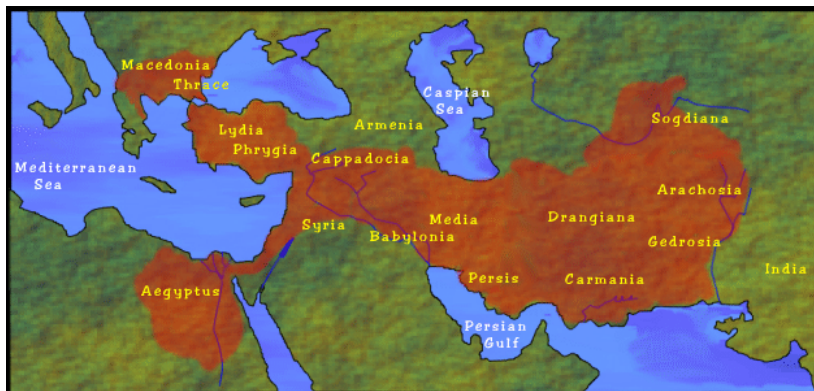 Macedonia
Thrace
Caspian
Sea
Sogdiana
Armenia
Lydia
Phrygia
Cappadocia
Mediterranean
Sea
Arachosia
Syria
Media
Drangiana
Babylonia
Gedrosia
India
Aegyptus
Persis
Carmania
Persian
Gulf